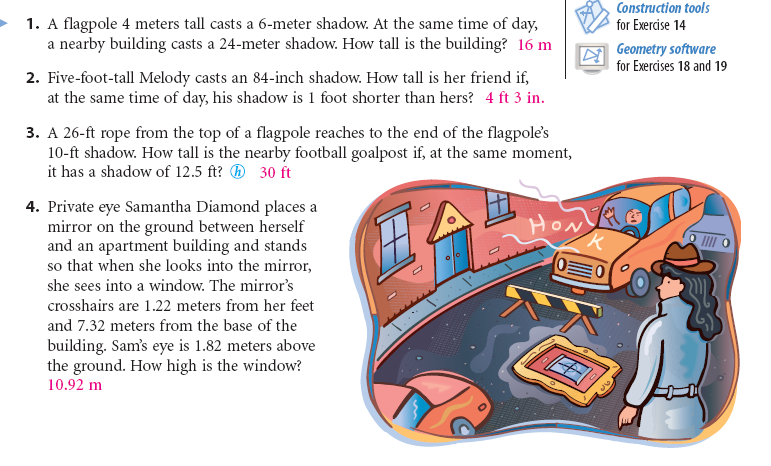 1. A flagpole 4 meters tall casts a 6-meter shadow. At the same time of day,
a nearby building casts a 24-meter shadow. How tall is the building? 16 m
2. Five-foot-tall Melody casts an 84-inch shadow. How tall is her friend if,
at the same time of day, his shadow is 1 foot shorter than hers? 4 ft 3 in.
3. A 26-ft rope from the top of a flagpole reaches to the end of the flagpole’s
10-ft shadow. How tall is the nearby football goalpost if, at the same moment,
it has a shadow of 12.5 ft? h 30 ft
4. Private eye Samantha Diamond places a
mirror on the ground between herself
and an apartment building and stands
so that when she looks into the mirror,
she sees into a window. The mirror’s
crosshairs are 1.22 meters from her feet
and 7.32 meters from the base of the
building. Sam’s eye is 1.82 meters above
the ground. How high is the window?
10.92 m
Construction tools
for Exercise 14
Geometry software
for Exercises 18 and 19
HONK